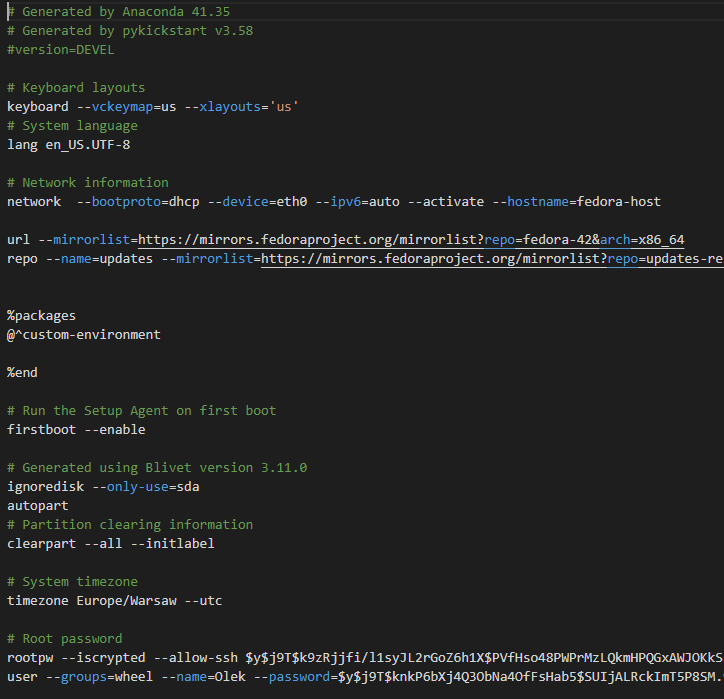 # Generated by Anaconda 41.35
# Generated by pykickstart v3.58
#version=DEVEL
# Keyboard layouts
keyboard --vckeymap=us --xlayouts='us'
# System language
lang en_US.UTF-8
# Network information
network  --bootproto=dhcp --device=eth0 --ipv6=auto --activate --hostname=fedora-host
url --mirrorlist=https://mirrors.fedoraproject.org/mirrorlist?repo=fedora-42&arch=x86_64
repo --name=updates --mirrorlist=https://mirrors.fedoraproject.org/mirrorlist?repo=updates-re
%packages
@^custom-environment
%end
# Run the Setup Agent on first boot
firstboot --enable
# Generated using Blivet version 3.11.0
ignoredisk --only-use=sda
autopart
# Partition clearing information
clearpart --all --initlabel
# System timezone
timezone Europe/Warsaw --utc
# Root password
rootpw --iscrypted --allow-ssh $y$j9T$k9zRjjfi/l1syJL2rGoZ6h1X$PVfHso48PWPrMzLQkmHPQGxAWJOKkS
user --groups=wheel --name=Olek --password=$y$j9T$knkP6bXj4Q3ObNa4OfFsHab5$SUIjALRckImT5P8SM.